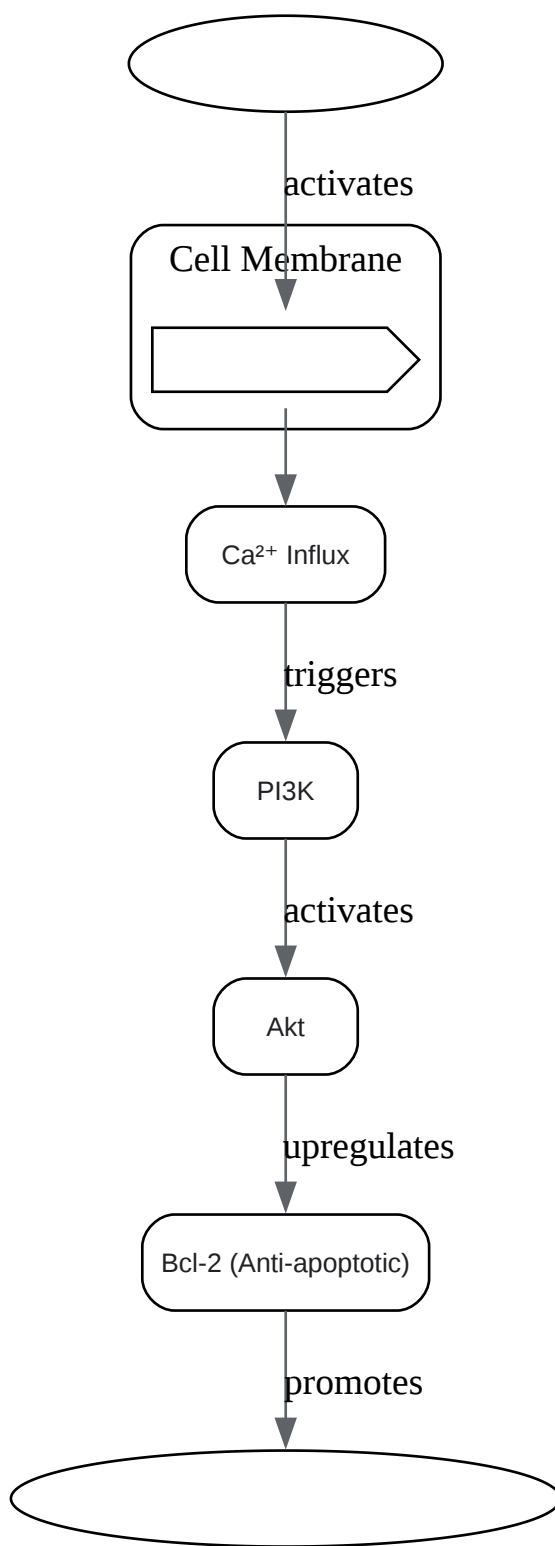 activates
Cell Membrane
Ca²⁺ Influx
triggers
PI3K
activates
Akt
upregulates
Bcl-2 (Anti-apoptotic)
promotes